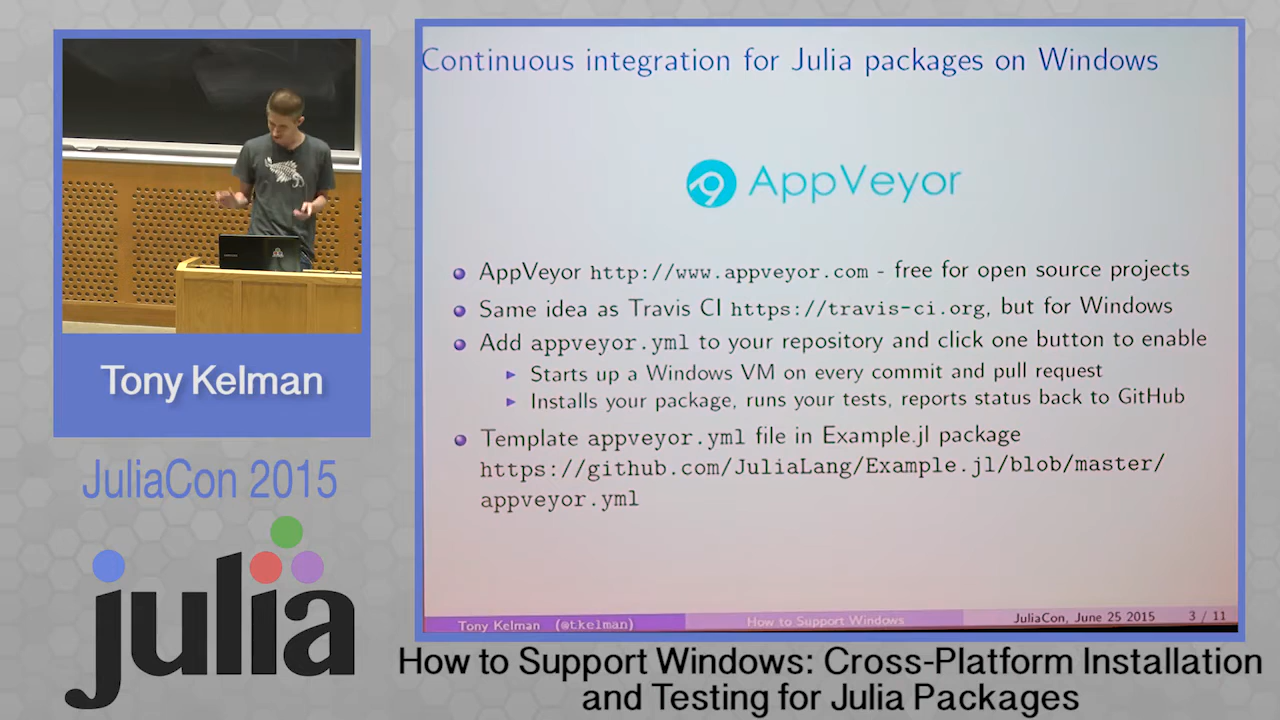 Continuous integration for Julia packages on Windows
AppVeyor
AppVeyor http://www.appveyor.com - free for open source projects
Same idea as Travis CI https://travis-ci.org, but for Windows
Add appveyor.yml to your repository and click one button to enable
Starts up a Windows VM on every commit and pull request
Installs your package, runs your tests, reports status back to GitHub
Template appveyor.yml file in Example.jl package
https://github.com/JuliaLang/Example.jl/blob/master/
appveyor.yml
Tony Kelman (@tkelman) How to Support Windows JuliaCon, June 25 2015 3 / 11
Tony Kelman
JuliaCon 2015
julia
How to Support Windows: Cross-Platform Installation
and Testing for Julia Packages